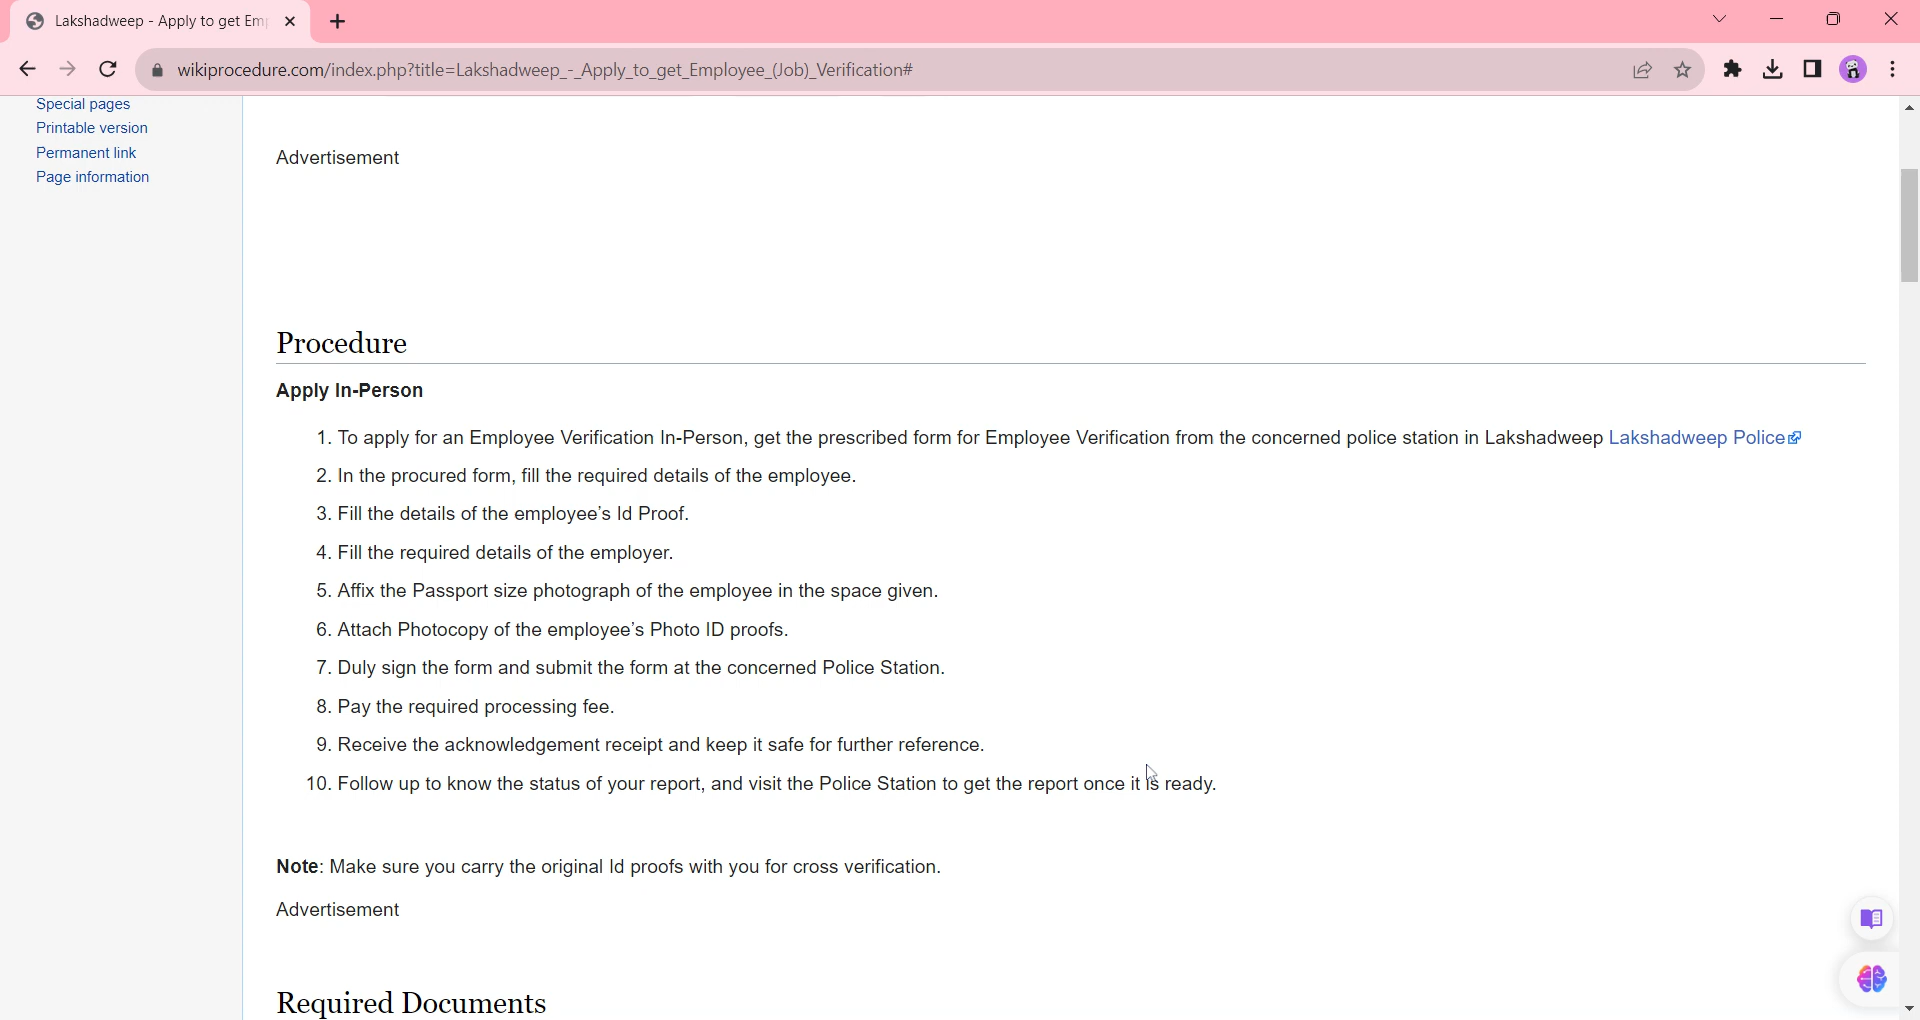 Lakshadweep - Apply to get Em
wikiprocedure.com/index.php?title=Lakshadweep_-_Apply_to_get_Employee_(Job)_Verification#
Special pages
Printable version
Permanent link
Page information
Advertisement
Procedure
Apply In-Person
1. To apply for an Employee Verification In-Person, get the prescribed form for Employee Verification from the concerned police station in Lakshadweep Lakshadweep Police
2. In the procured form, fill the required details of the employee.
3. Fill the details of the employee’s Id Proof.
4. Fill the required details of the employer.
5. Affix the Passport size photograph of the employee in the space given.
6. Attach Photocopy of the employee’s Photo ID proofs.
7. Duly sign the form and submit the form at the concerned Police Station.
8. Pay the required processing fee.
9. Receive the acknowledgement receipt and keep it safe for further reference.
10. Follow up to know the status of your report, and visit the Police Station to get the report once it is ready.
Note: Make sure you carry the original Id proofs with you for cross verification.
Advertisement
Required Documents